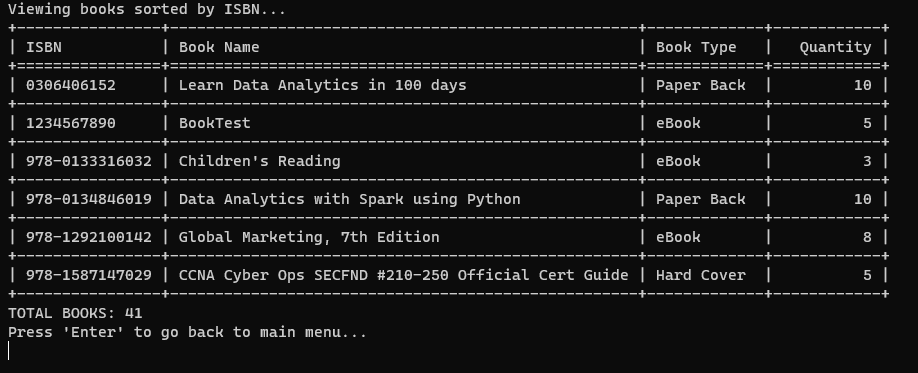 Viewing books sorted by ISBN...
ISBN Book Name Book Type Quantity
0306406152 Learn Data Analytics in 100 days Paper Back 10
1234567890 BookTest eBook 5
978-0133316032 Children's Reading eBook 3
978-0134846019 Data Analytics with Spark using Python Paper Back 10
978-1292100142 Global Marketing, 7th Edition eBook 8
978-1587147029 CCNA Cyber Ops SECFND #210-250 Official Cert Guide Hard Cover 5
TOTAL BOOKS: 41
Press 'Enter' to go back to main menu...